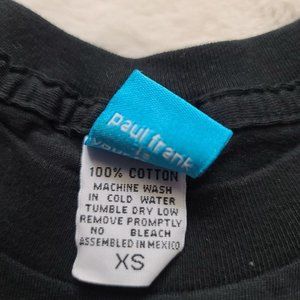 paul frank
100% COTTON
MACHINE WASH
IN COLD WATER
TUMBLE DRY LOW
REMOVE PROMPTLY
NO BLEACH
ASSEMBLED IN MEXICO
XS